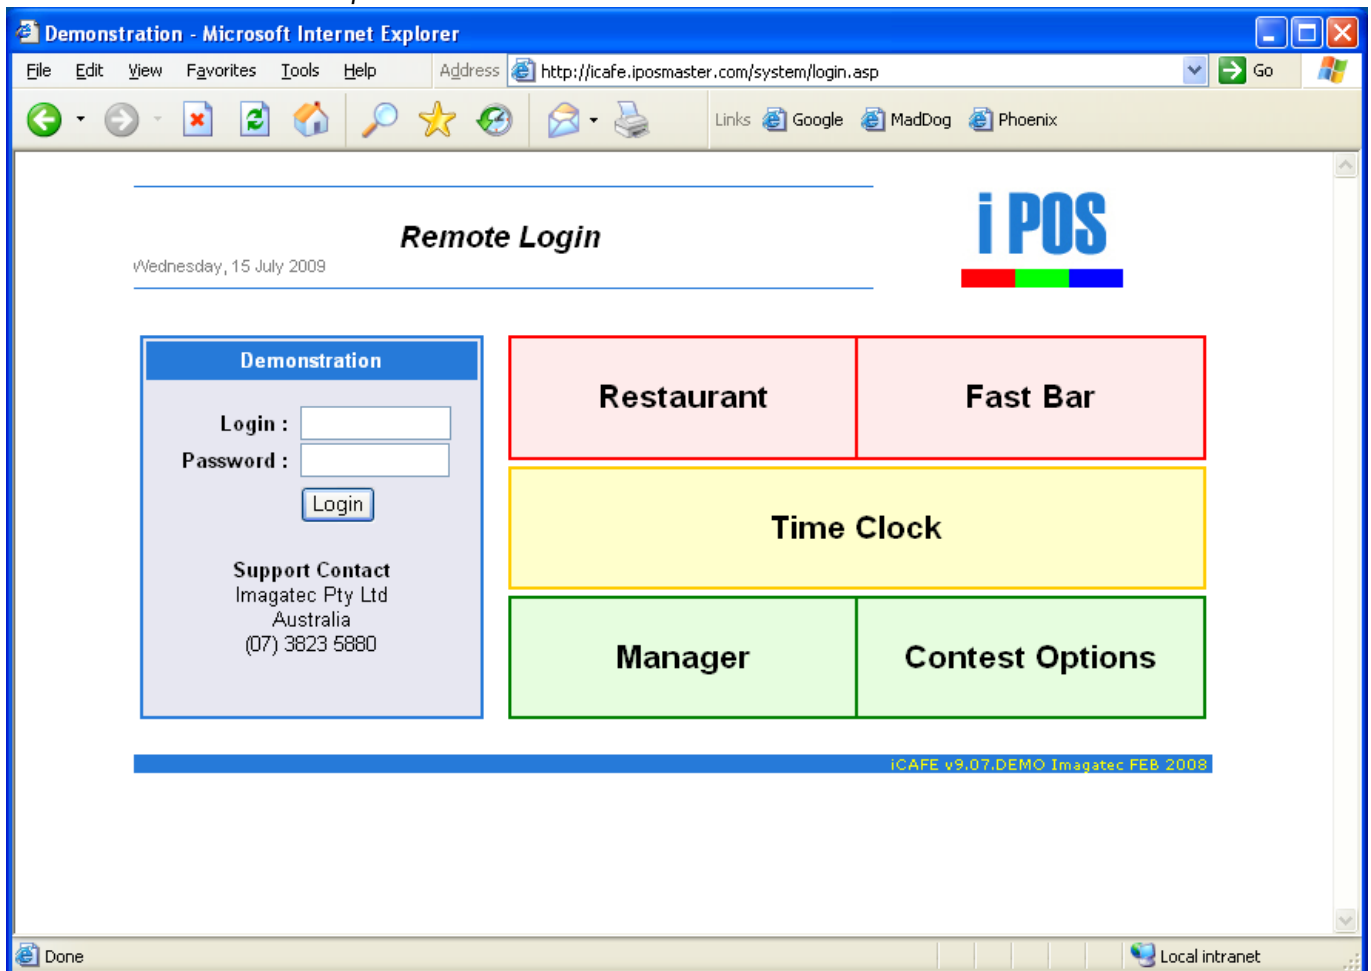 Demonstration - Microsoft Internet Explorer
File Edit View Favorites Tools Help Address http://icafe.iposmaster.com/system/login.asp Go
Links Google MadDog Phoenix
Remote Login
Wednesday, 15 July 2009
i POS
Demonstration
Login :
Password :
Login
Support Contact
Imagatec Pty Ltd
Australia
(07) 3823 5880
Restaurant Fast Bar
Time Clock
Manager Contest Options
iCAFE v9.07.DEMO Imagatec FEB 2008
Done Local intranet